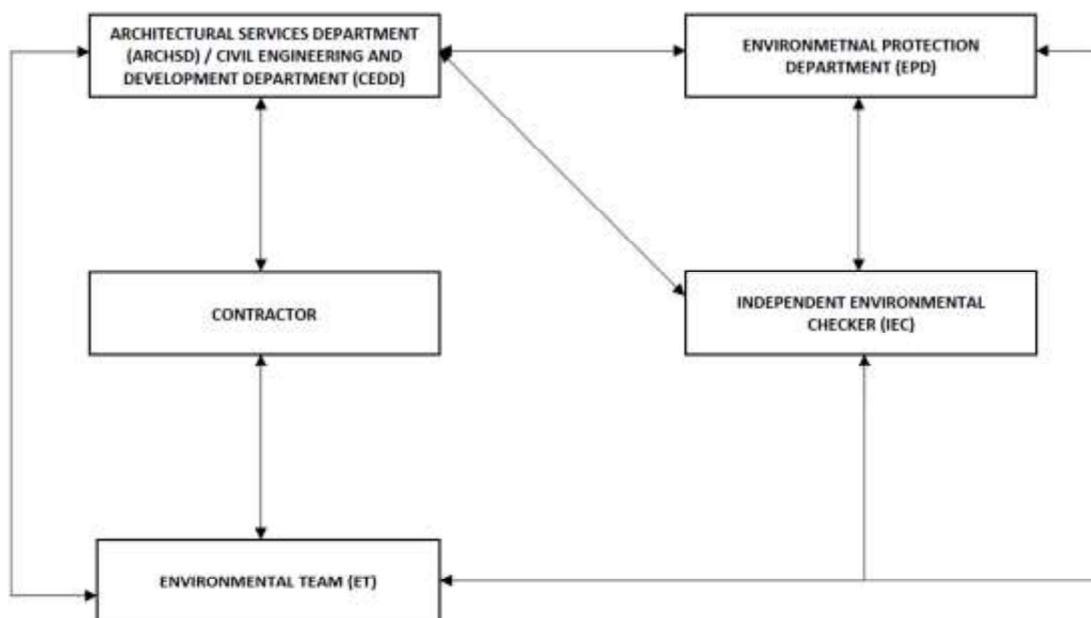 ARCHITECTURAL SERVICES DEPARTMENT
(ARCHSD) / CIVIL ENGINEERING AND
DEVELOPMENT DEPARTMENT (CEDD)
ENVIRONMETNAL PROTECTION
DEPARTMENT (EPD)
CONTRACTOR
INDEPENDENT ENVIRONMENTAL
CHECKER (IEC)
ENVIRONMENTAL TEAM (ET)